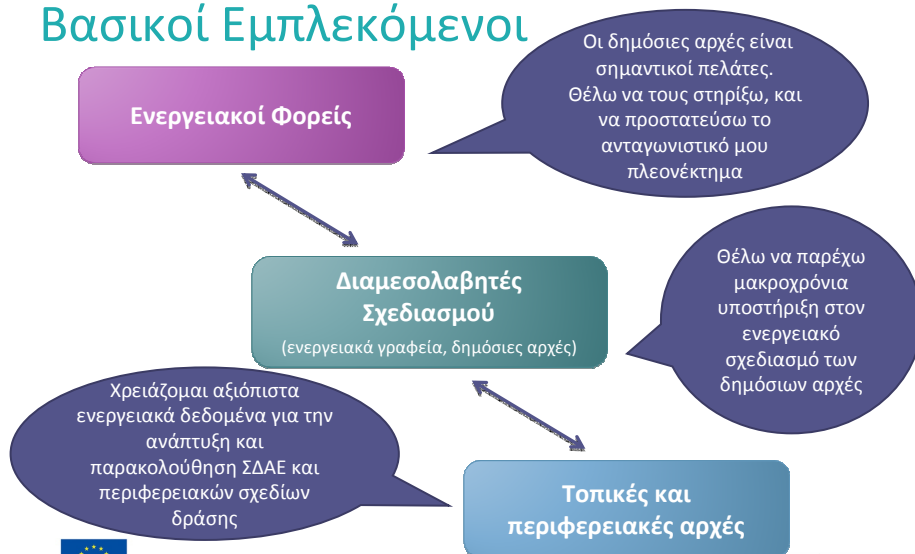 Βασικοί Εμπλεκόμενοι
Οι δημόσιες αρχές είναι
σημαντικοί πελάτες.
Θέλω να τους στηρίξω, και
να προστατεύσω το
ανταγωνιστικό μου
πλεονέκτημα
Ενεργειακοί Φορείς
Διαμεσολαβητές
Σχεδιασμού
(ενεργειακά γραφεία, δημόσιες αρχές)
Θέλω να παρέχω
μακροχρόνια
υποστήριξη στον
ενεργειακό
σχεδιασμό των
δημόσιων αρχές
Χρειάζομαι αξιόπιστα
ενεργειακά δεδομένα για την
ανάπτυξη και
παρακολούθηση ΣΔΑΕ και
περιφερειακών σχεδίων
δράσης
Τοπικές και
περιφερειακές αρχές